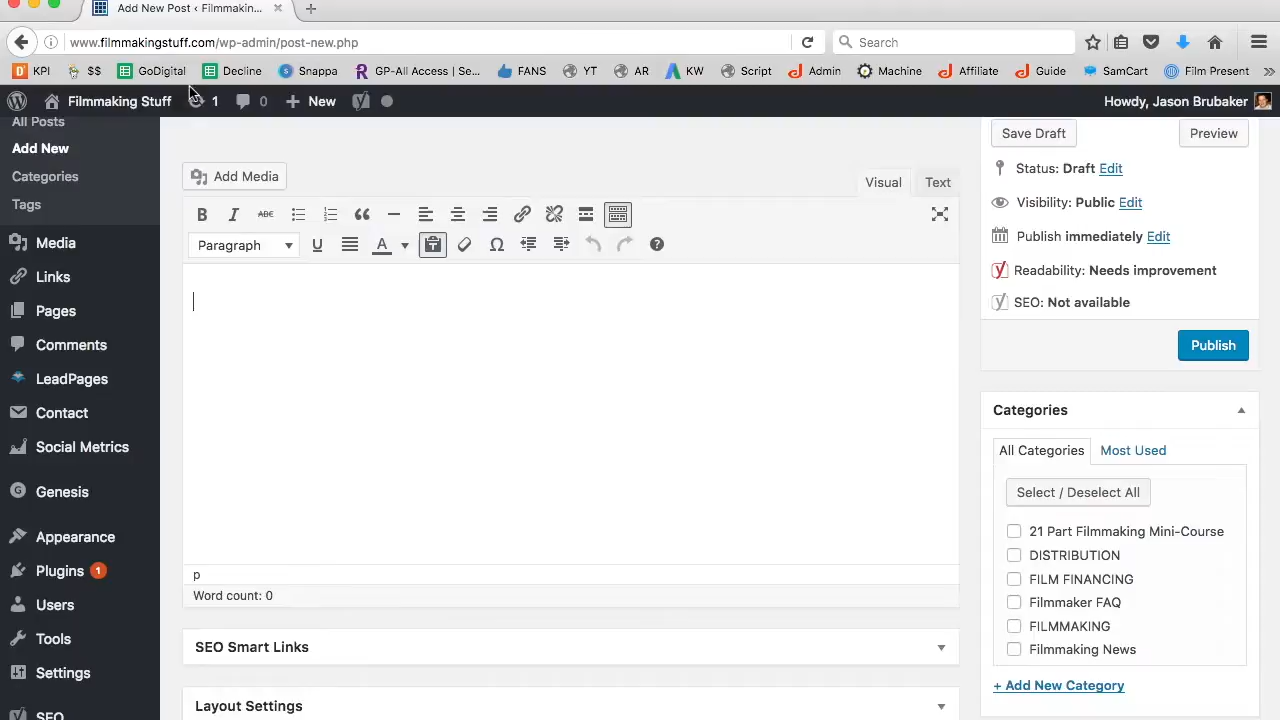 Add New Post ‹ Filmmakin...
www.filmmakingstuff.com/wp-admin/post-new.php
Search
KPI
$$
GoDigital
Decline
Snappa
GP-All Access | Se...
FANS
YT
AR
KW
Script
Admin
Machine
Affiliate
Guide
SamCart
Film Present
Filmmaking Stuff
1
0
New
Howdy, Jason Brubaker
All Posts
Add New
Categories
Tags
Media
Links
Pages
Comments
LeadPages
Contact
Social Metrics
Genesis
Appearance
Plugins 1
Users
Tools
Settings
SEO
Add Media
Visual
Text
B I ABC
Paragraph
U
A
Ω
p
Word count: 0
SEO Smart Links
Layout Settings
Save Draft
Preview
Status: Draft Edit
Visibility: Public Edit
Publish immediately Edit
Readability: Needs improvement
SEO: Not available
Publish
Categories
All Categories
Most Used
Select / Deselect All
21 Part Filmmaking Mini-Course
DISTRIBUTION
FILM FINANCING
Filmmaker FAQ
FILMMAKING
Filmmaking News
+ Add New Category